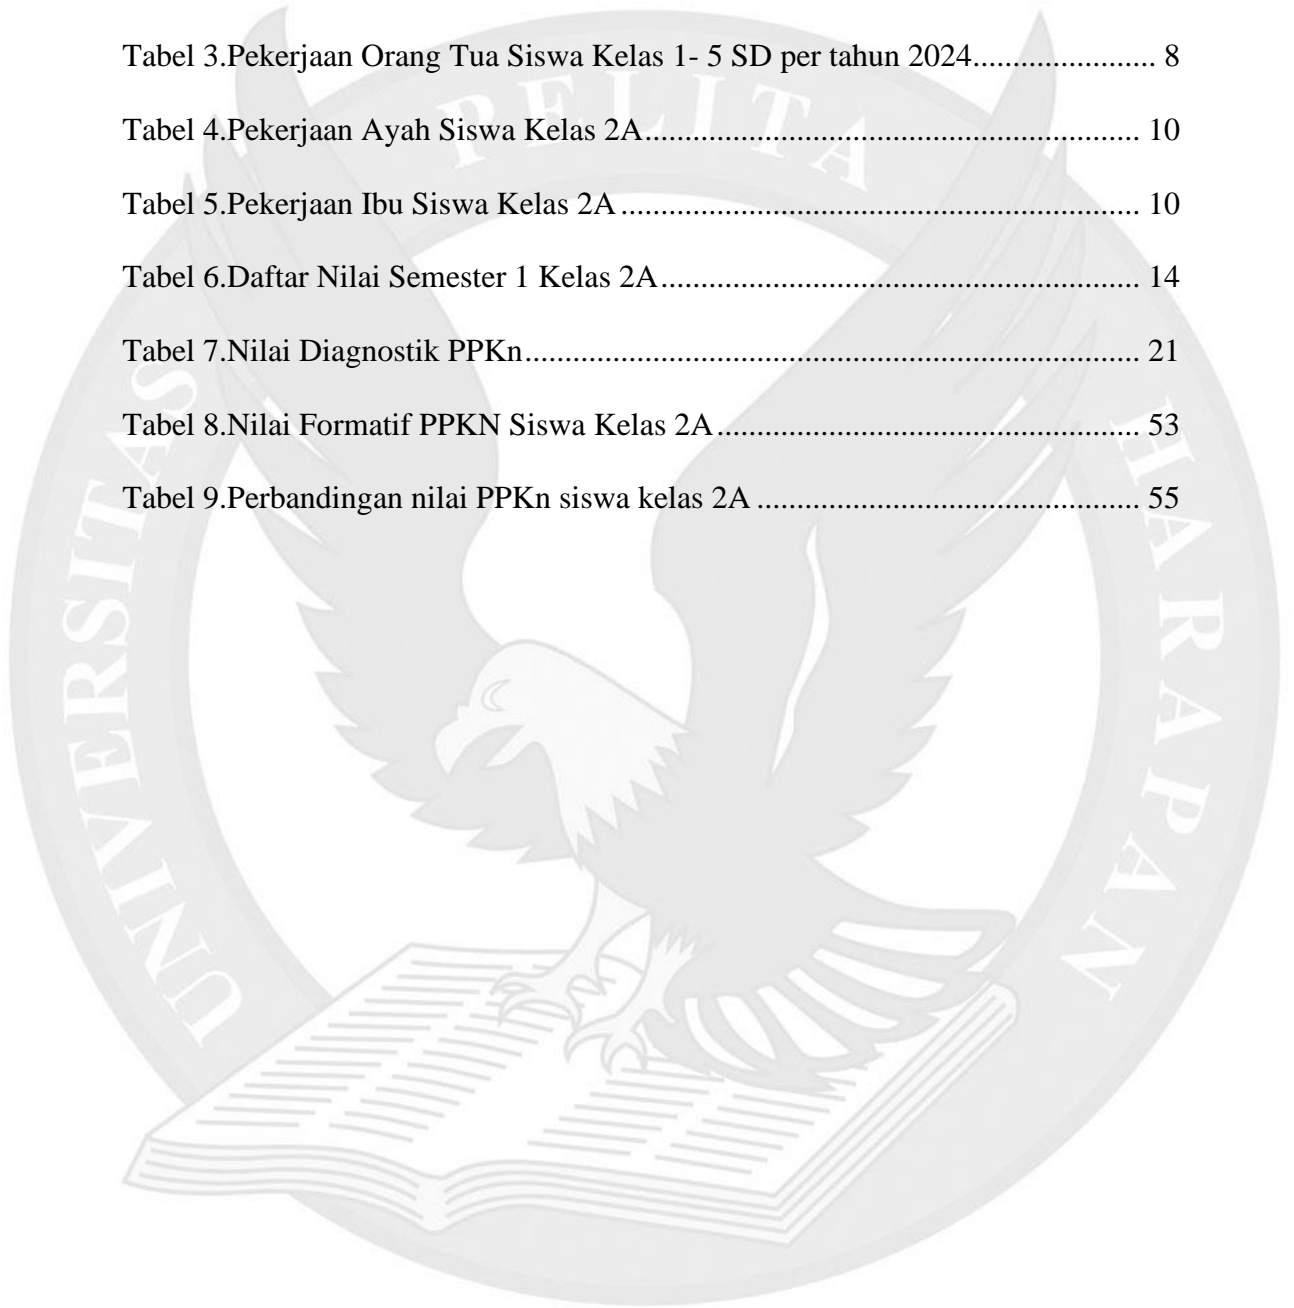 Tabel 3.Pekerjaan Orang Tua Siswa Kelas 1- 5 SD per tahun 2024....................... 8
Tabel 4.Pekerjaan Ayah Siswa Kelas 2A.............................................................. 10
Tabel 5.Pekerjaan Ibu Siswa Kelas 2A ................................................................. 10
Tabel 6.Daftar Nilai Semester 1 Kelas 2A............................................................ 14
Tabel 7.Nilai Diagnostik PPKn............................................................................. 21
Tabel 8.Nilai Formatif PPKN Siswa Kelas 2A ..................................................... 53
Tabel 9.Perbandingan nilai PPKn siswa kelas 2A ................................................ 55
UNIVERSITAS PELITA HARAPAN